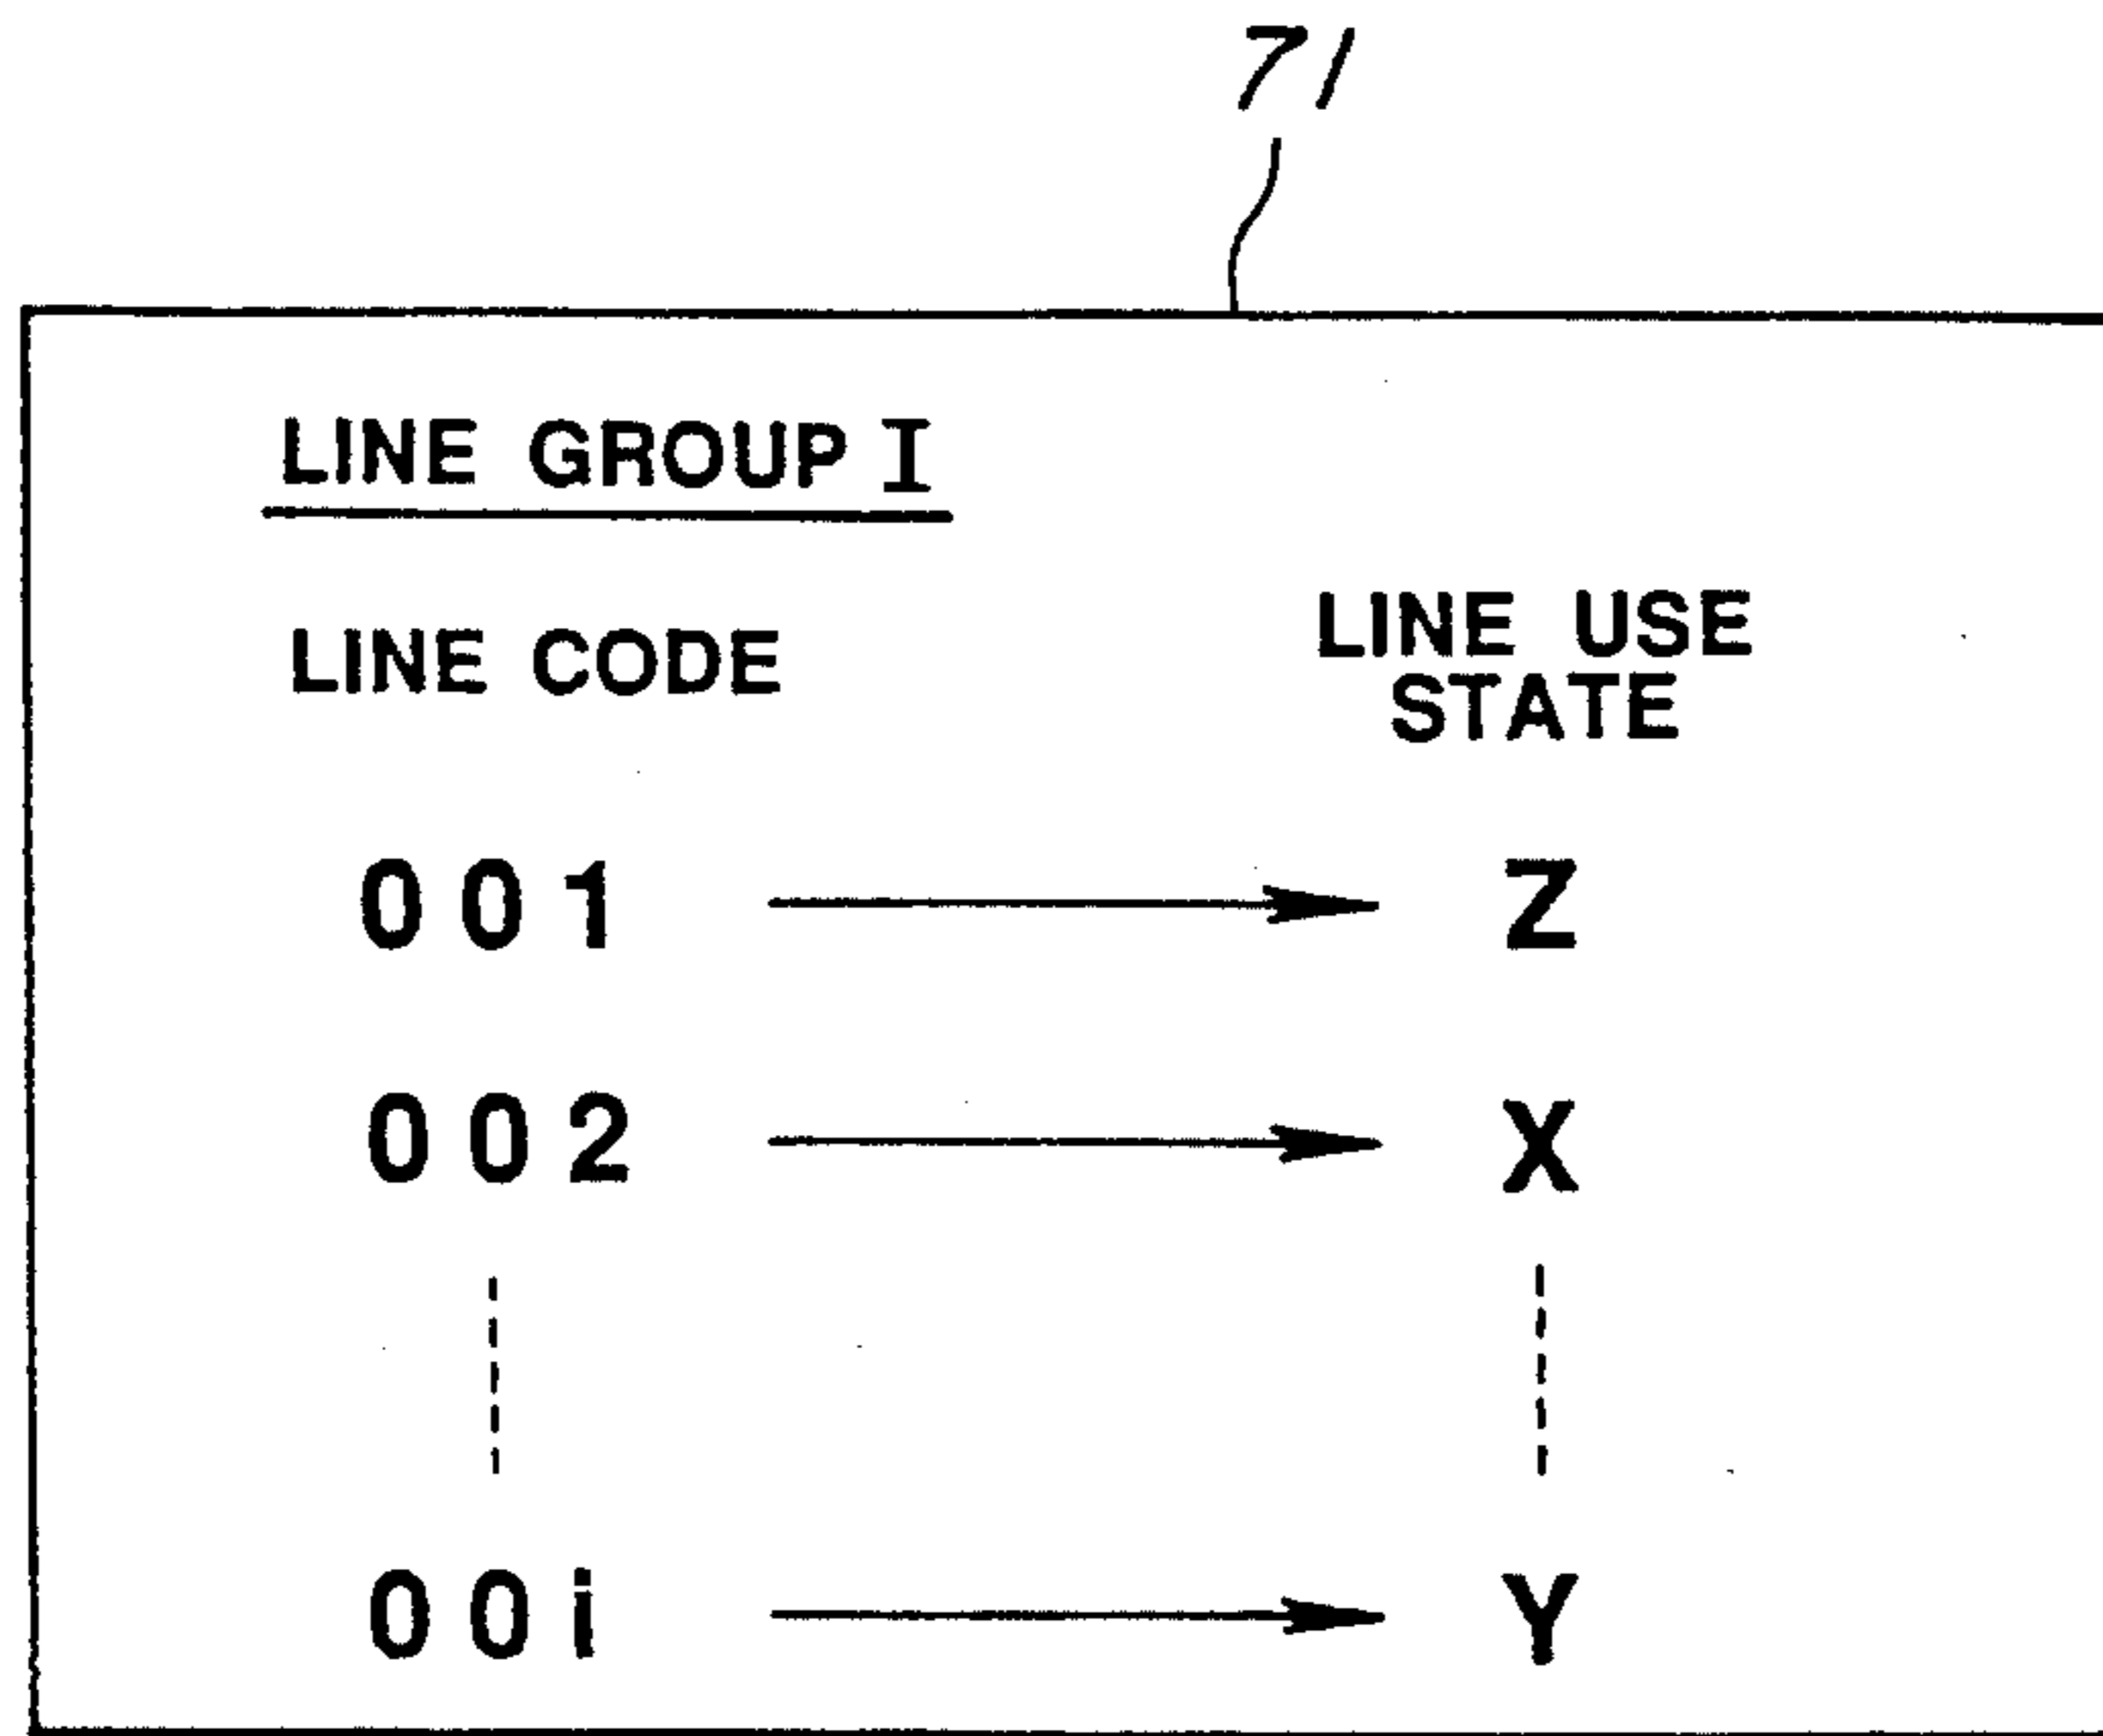 71
LINE GROUP I
LINE CODE
LINE USE
STATE
001 Z
002 X
00i Y